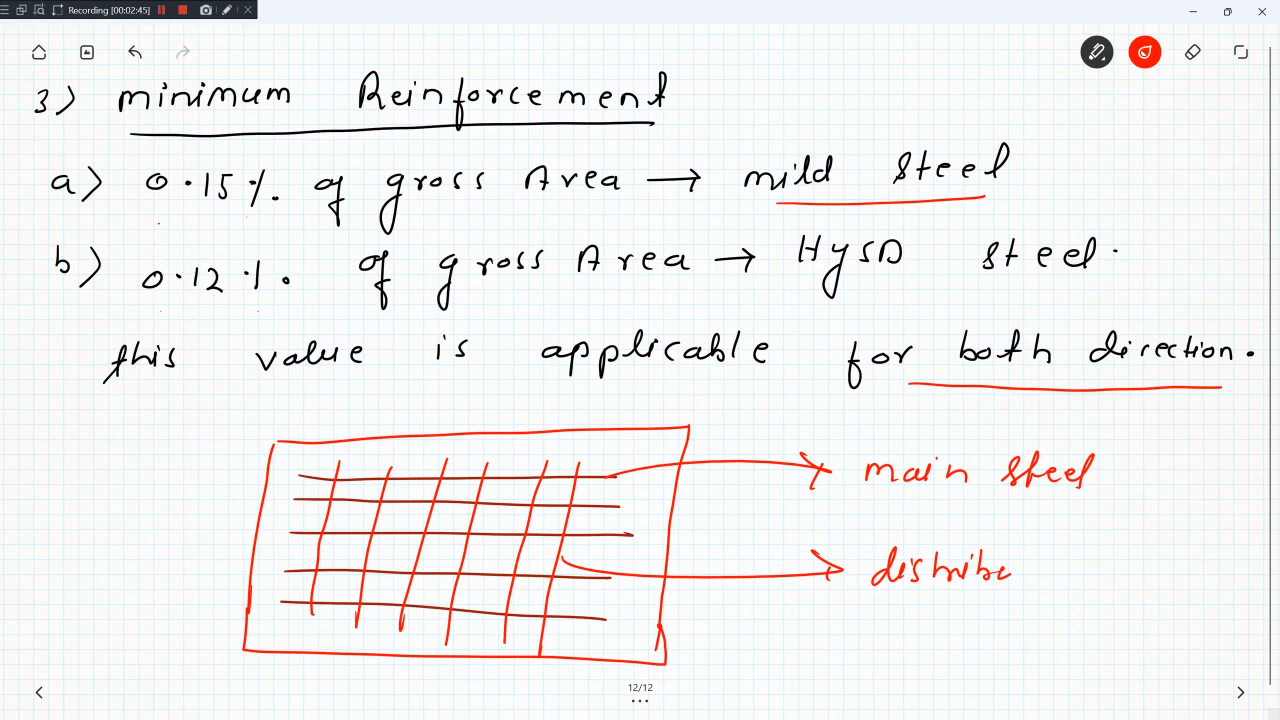 Recording [00:02:45]
3) minimum Reinforcement
a) 0.15%. of gross Area → mild steel
b) 0.12%. of gross Area → HYSD steel.
this value is applicable for both direction.
main steel
distribe
12/12